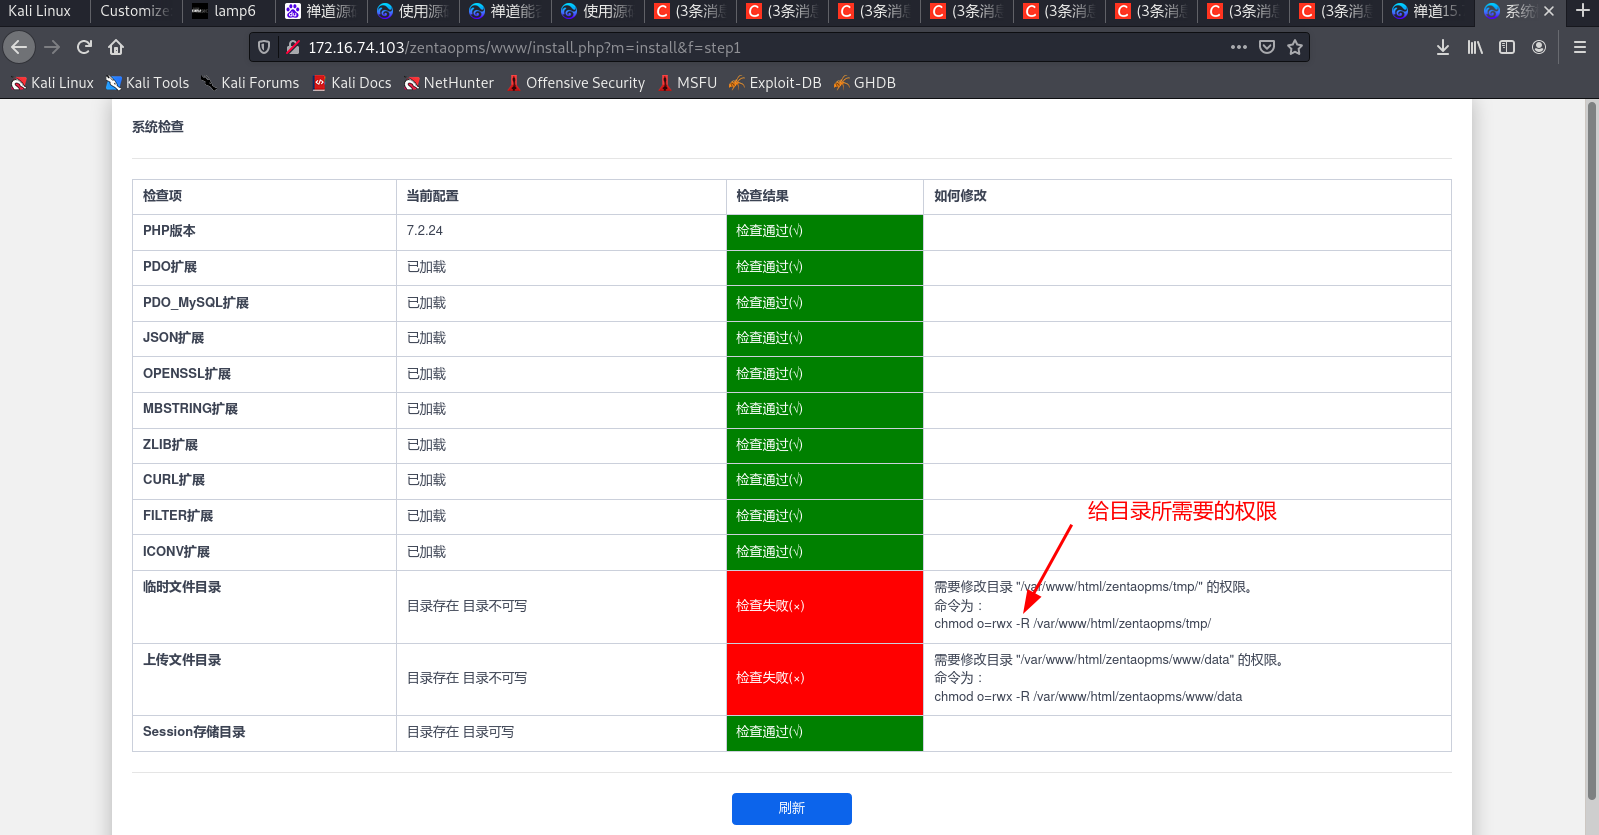 Kali Linux
Customize
lamp6
禅道源码
使用源码
禅道能
使用源码
(3条消息
(3条消息
(3条消息
(3条消息
(3条消息
(3条消息
(3条消息
(3条消息
禅道15.
系统
172.16.74.103/zentaopms/www/install.php?m=install&f=step1
Kali Linux
Kali Tools
Kali Forums
Kali Docs
NetHunter
Offensive Security
MSFU
Exploit-DB
GHDB
系统检查
检查项 当前配置 检查结果 如何修改
PHP版本 7.2.24 检查通过(√)
PDO扩展 已加载 检查通过(√)
PDO_MySQL扩展 已加载 检查通过(√)
JSON扩展 已加载 检查通过(√)
OPENSSL扩展 已加载 检查通过(√)
MBSTRING扩展 已加载 检查通过(√)
ZLIB扩展 已加载 检查通过(√)
CURL扩展 已加载 检查通过(√)
给目录所需要的权限
FILTER扩展 已加载 检查通过(√)
ICONV扩展 已加载 检查通过(√)
临时文件目录 目录存在 目录不可写 检查失败(×)
需要修改目录 "/var/www/html/zentaopms/tmp/" 的权限。
命令为：
chmod o=rwx -R /var/www/html/zentaopms/tmp/
上传文件目录 目录存在 目录不可写 检查失败(×)
需要修改目录 "/var/www/html/zentaopms/www/data" 的权限。
命令为：
chmod o=rwx -R /var/www/html/zentaopms/www/data
Session存储目录 目录存在 目录可写 检查通过(√)
刷新